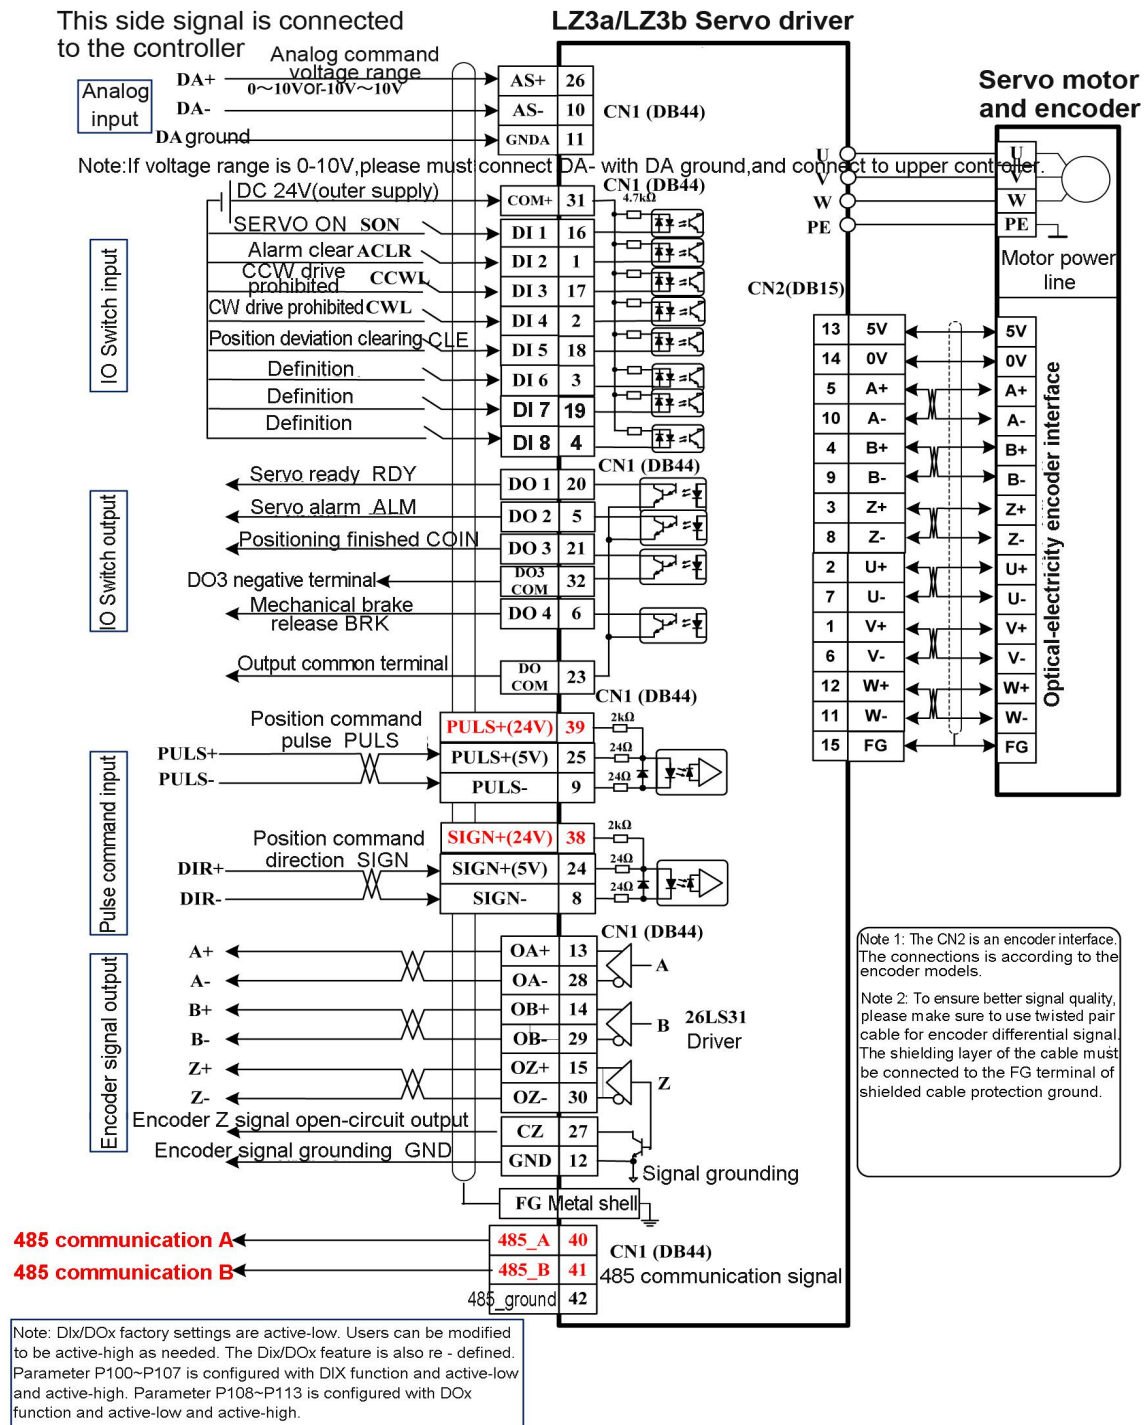 This side signal is connected
to the controller
LZ3a/LZ3b Servo driver
Servo motor
and encoder
Analog
input
Analog command
voltage range
0～10Vor-10V～10V
DA+
DA-
DA ground
AS+ 26
AS- 10
GNDA 11
CN1 (DB44)
Note:If voltage range is 0-10V,please must connect DA- with DA ground,and connect to upper controller.
IO Switch input
DC 24V(outer supply)
SERVO ON SON
Alarm clear ACLR
CCW drive
prohibited CCWL
CW drive prohibited CWL
Position deviation clearing CLE
Definition
Definition
Definition
COM+ 31
DI 1 16
DI 2 1
DI 3 17
DI 4 2
DI 5 18
DI 6 3
DI 7 19
DI 8 4
CN1 (DB44)
4.7kΩ
IO Switch output
Servo ready RDY
Servo alarm ALM
Positioning finished COIN
DO3 negative terminal
Mechanical brake
release BRK
Output common terminal
DO 1 20
DO 2 5
DO 3 21
DO3
COM 32
DO 4 6
DO
COM 23
CN1 (DB44)
Pulse command input
Position command
pulse PULS
PULS+
PULS-
PULS+(24V) 39
PULS+(5V) 25
PULS- 9
CN1 (DB44)
2kΩ
24Ω
24Ω
Position command
direction SIGN
DIR+
DIR-
SIGN+(24V) 38
SIGN+(5V) 24
SIGN- 8
2kΩ
24Ω
24Ω
Encoder signal output
A+
A-
B+
B-
Z+
Z-
Encoder Z signal open-circuit output
Encoder signal grounding GND
OA+ 13
OA- 28
OB+ 14
OB- 29
OZ+ 15
OZ- 30
CZ 27
GND 12
CN1 (DB44)
A
B
Z
26LS31
Driver
Signal grounding
FG Metal shell
485 communication A
485 communication B
485_A 40
485_B 41
485_ground 42
CN1 (DB44)
485 communication signal
U
V
W
PE
U
V
W
PE
Motor power
line
CN2(DB15)
13 5V
14 0V
5 A+
10 A-
4 B+
9 B-
3 Z+
8 Z-
2 U+
7 U-
1 V+
6 V-
12 W+
11 W-
15 FG
5V
0V
A+
A-
B+
B-
Z+
Z-
U+
U-
V+
V-
W+
W-
FG
Optical-electricity encoder interface
Note 1: The CN2 is an encoder interface.
The connections is according to the
encoder models.
Note 2: To ensure better signal quality,
please make sure to use twisted pair
cable for encoder differential signal.
The shielding layer of the cable must
be connected to the FG terminal of
shielded cable protection ground.
Note: DIx/DOx factory settings are active-low. Users can be modified
to be active-high as needed. The Dix/DOx feature is also re - defined.
Parameter P100~P107 is configured with DIX function and active-low
and active-high. Parameter P108~P113 is configured with DOx
function and active-low and active-high.